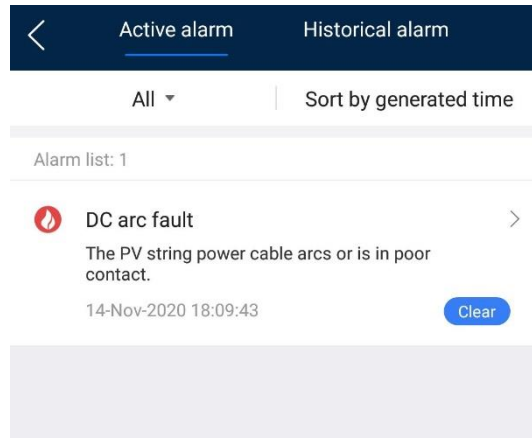 Active alarm Historical alarm
All Sort by generated time
Alarm list: 1
DC arc fault
The PV string power cable arcs or is in poor
contact.
14-Nov-2020 18:09:43 Clear